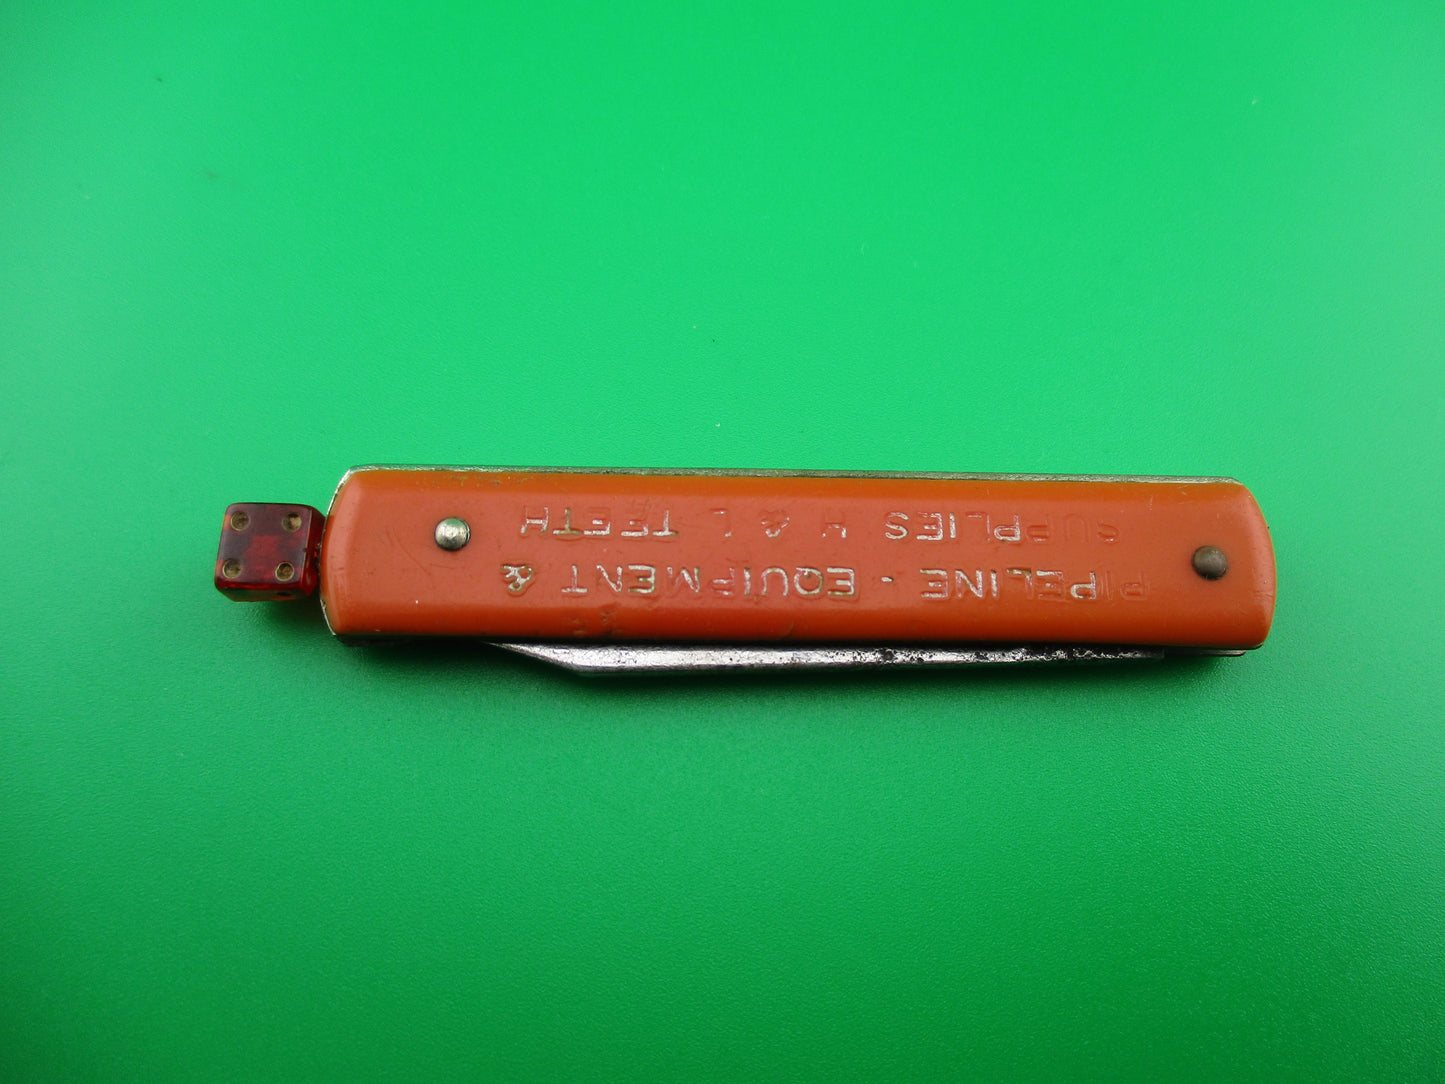 PIPELINE - EQUIPMENT &
SUPPLIES H & L TEETH